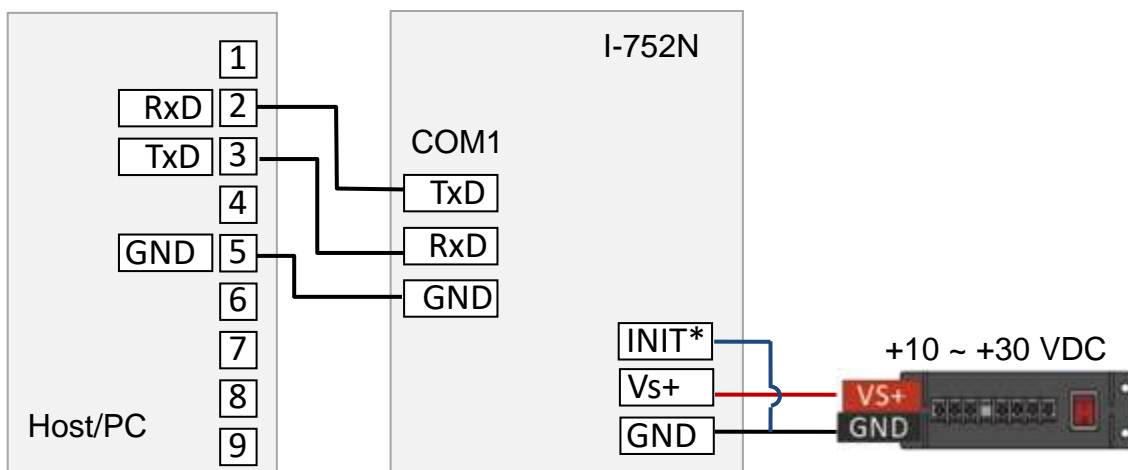 I-752N
1
RxD 2
TxD 3
4
GND 5
6
7
8
9
Host/PC
COM1
TxD
RxD
GND
INIT*
Vs+
GND
+10 ~ +30 VDC
VS+
GND